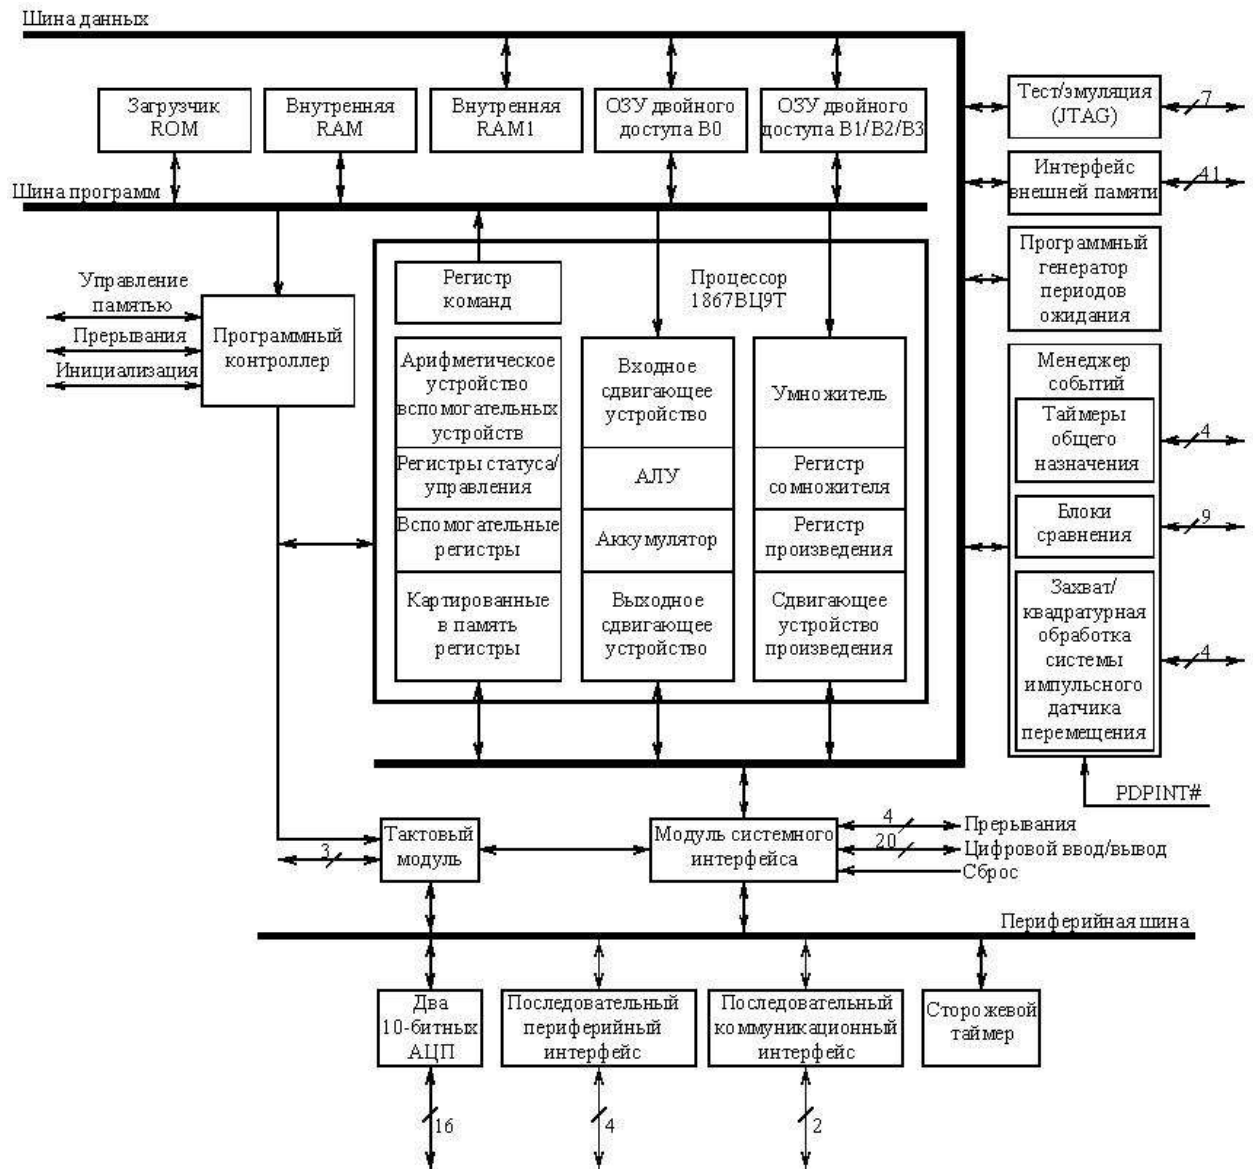 Шина данных
Загрузчик
ROM
Внутренняя
RAM
Внутренняя
RAM1
ОЗУ двойного
доступа B0
ОЗУ двойного
доступа B1/B2/B3
Тест/эмуляция
(JTAG)
7
Интерфейс
внешней памяти
41
Шина программ
Программный
генератор
периодов
ожидания
Управление
памятью
Прерывания
Инициализация
Программный
контроллер
Регистр
команд
Процессор
1867ВЦ9Т
Арифметическое
устройство
вспомогательных
устройств
Регистры статуса/
управления
Вспомогательные
регистры
Картированные
в память
регистры
Входное
сдвигающее
устройство
АЛУ
Аккумулятор
Выходное
сдвигающее
устройство
Умножитель
Регистр
сомножителя
Регистр
произведения
Сдвигающее
устройство
произведения
Менеджер
событий
Таймеры
общего
назначения
4
Блоки
сравнения
9
Захват/
квадратурная
обработка
системы
импульсного
датчика
перемещения
4
PDPINT#
Тактовый
модуль
3
Модуль системного
интерфейса
4
Прерывания
20
Цифровой ввод/вывод
Сброс
Периферийная шина
Два
10-битных
АЦП
16
Последовательный
периферийный
интерфейс
4
Последовательный
коммуникационный
интерфейс
2
Сторожевой
таймер